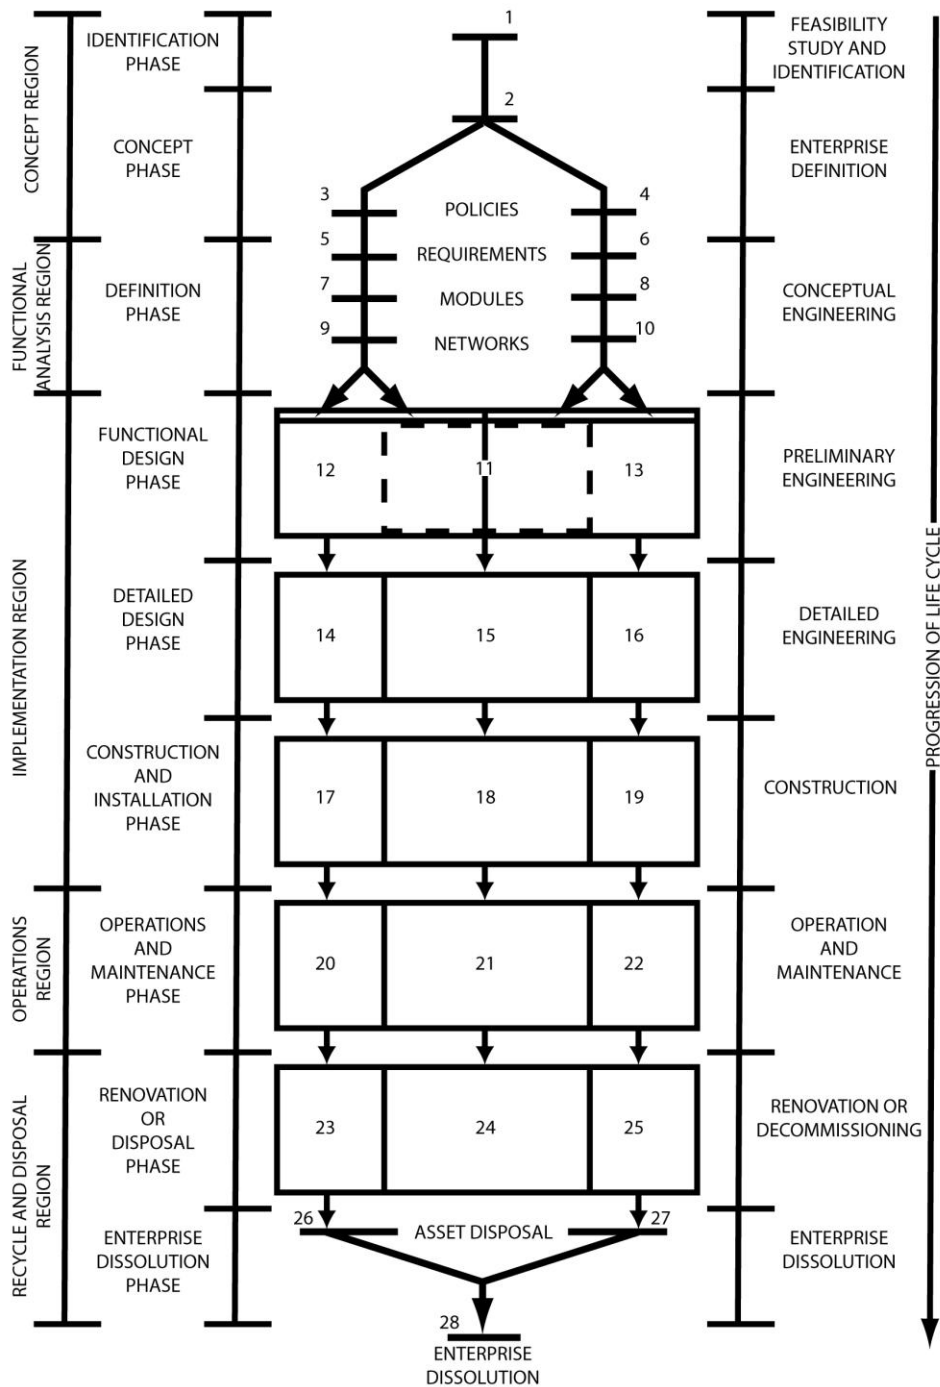 CONCEPT REGION
IDENTIFICATION
PHASE
1
FEASIBILITY
STUDY AND
IDENTIFICATION
2
CONCEPT
PHASE
ENTERPRISE
DEFINITION
3
POLICIES
4
FUNCTIONAL
ANALYSIS REGION
DEFINITION
PHASE
5
REQUIREMENTS
6
7
MODULES
8
9
NETWORKS
10
CONCEPTUAL
ENGINEERING
IMPLEMENTATION REGION
FUNCTIONAL
DESIGN
PHASE
12
11
13
PRELIMINARY
ENGINEERING
PROGRESSION OF LIFE CYCLE
DETAILED
DESIGN
PHASE
14
15
16
DETAILED
ENGINEERING
CONSTRUCTION
AND
INSTALLATION
PHASE
17
18
19
CONSTRUCTION
OPERATIONS
REGION
OPERATIONS
AND
MAINTENANCE
PHASE
20
21
22
OPERATION
AND
MAINTENANCE
RECYCLE AND DISPOSAL
REGION
RENOVATION
OR
DISPOSAL
PHASE
23
24
25
RENOVATION OR
DECOMMISSIONING
ENTERPRISE
DISSOLUTION
PHASE
26
ASSET DISPOSAL
27
ENTERPRISE
DISSOLUTION
28
ENTERPRISE
DISSOLUTION